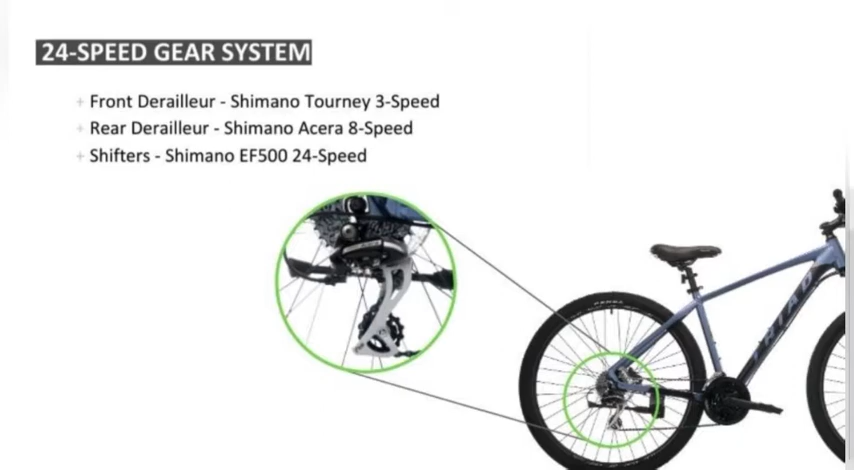 24-SPEED GEAR SYSTEM
+ Front Derailleur - Shimano Tourney 3-Speed
+ Rear Derailleur - Shimano Acera 8-Speed
+ Shifters - Shimano EF500 24-Speed
TRIAD